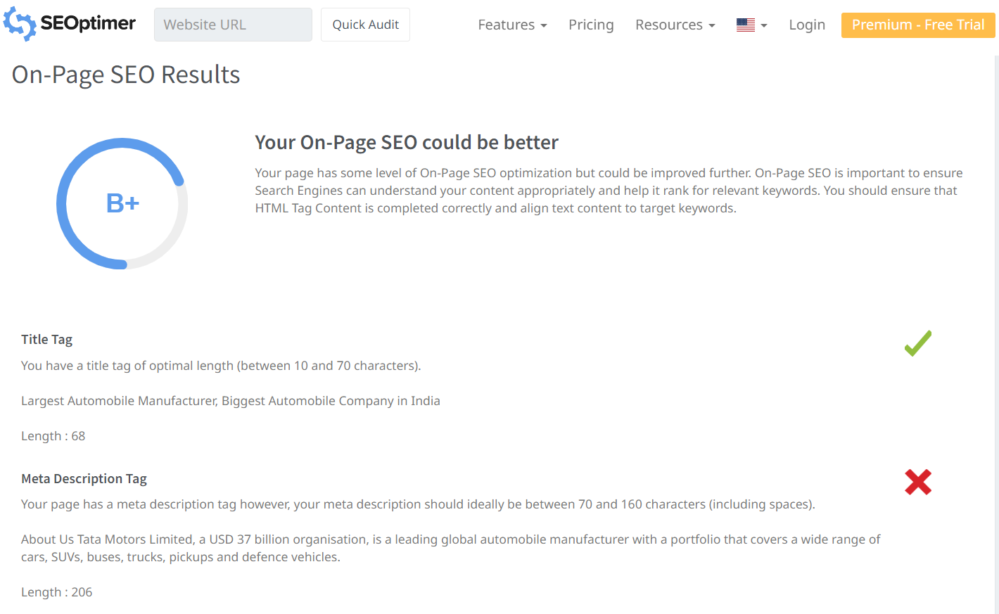 SEOptimer
Website URL
Quick Audit
Features
Pricing
Resources
Login
Premium - Free Trial
On-Page SEO Results
B+
Your On-Page SEO could be better
Your page has some level of On-Page SEO optimization but could be improved further. On-Page SEO is important to ensure
Search Engines can understand your content appropriately and help it rank for relevant keywords. You should ensure that
HTML Tag Content is completed correctly and align text content to target keywords.
Title Tag
You have a title tag of optimal length (between 10 and 70 characters).
Largest Automobile Manufacturer, Biggest Automobile Company in India
Length : 68
Meta Description Tag
Your page has a meta description tag however, your meta description should ideally be between 70 and 160 characters (including spaces).
About Us Tata Motors Limited, a USD 37 billion organisation, is a leading global automobile manufacturer with a portfolio that covers a wide range of
cars, SUVs, buses, trucks, pickups and defence vehicles.
Length : 206